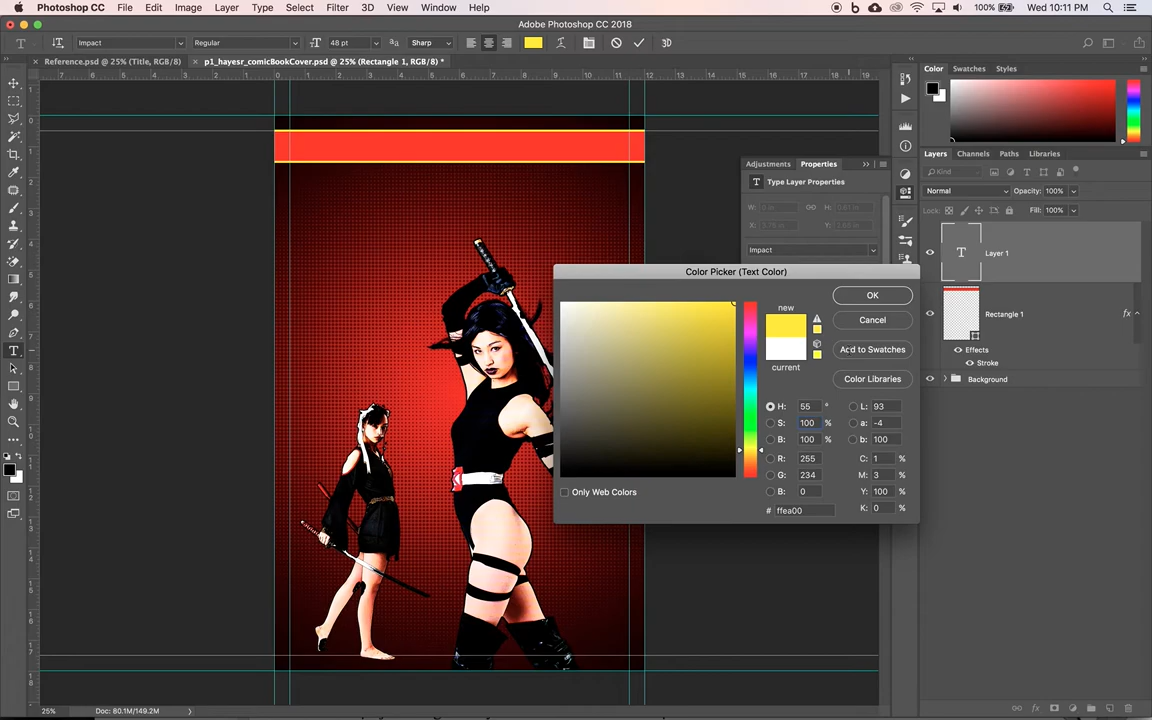 Photoshop CC File Edit Image Layer Type Select Filter 3D View Window Help 100% Wed 10:11 PM
Adobe Photoshop CC 2018
Impact Regular 48 pt Sharp 3D
Reference.psd @ 25% (Title, RGB/8) p1_hayesr_comicBookCover.psd @ 25% (Rectangle 1, RGB/8) *
Color Swatches Styles
Layers Channels Paths Libraries
Kind
Normal Opacity: 100%
Lock: Fill: 100%
Layer 1
Rectangle 1 fx
Effects
Stroke
Background
Adjustments Properties
Type Layer Properties
W: H:
X: Y:
Impact
Color Picker (Text Color)
new
current
OK
Cancel
Add to Swatches
Color Libraries
H: 55 ° L: 93
S: 100 % a: -4
B: 100 % b: 100
R: 255 C: 1 %
G: 234 M: 3 %
B: 0 Y: 100 %
# ffea00 K: 0 %
Only Web Colors
25% Doc: 80.1M/149.2M